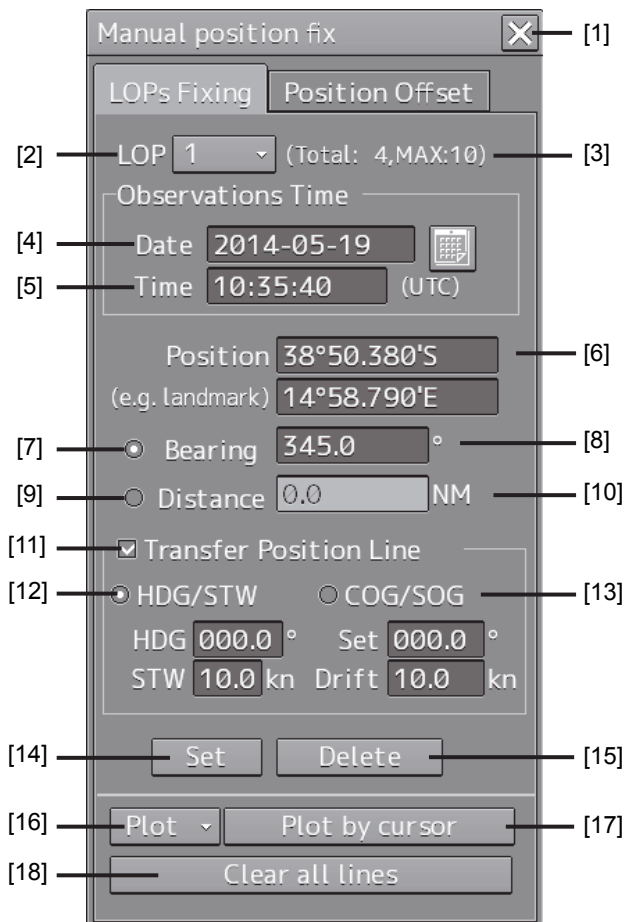 Manual position fix [1]
LOPs Fixing Position Offset
[2] LOP 1 (Total: 4,MAX:10) [3]
Observations Time
[4] Date 2014-05-19
[5] Time 10:35:40 (UTC)
Position 38°50.380'S [6]
(e.g. landmark) 14°58.790'E
[7] Bearing 345.0 ° [8]
[9] Distance 0.0 NM [10]
[11] Transfer Position Line
[12] HDG/STW COG/SOG [13]
HDG 000.0 ° Set 000.0 °
STW 10.0 kn Drift 10.0 kn
[14] Set Delete [15]
[16] Plot Plot by cursor [17]
[18] Clear all lines